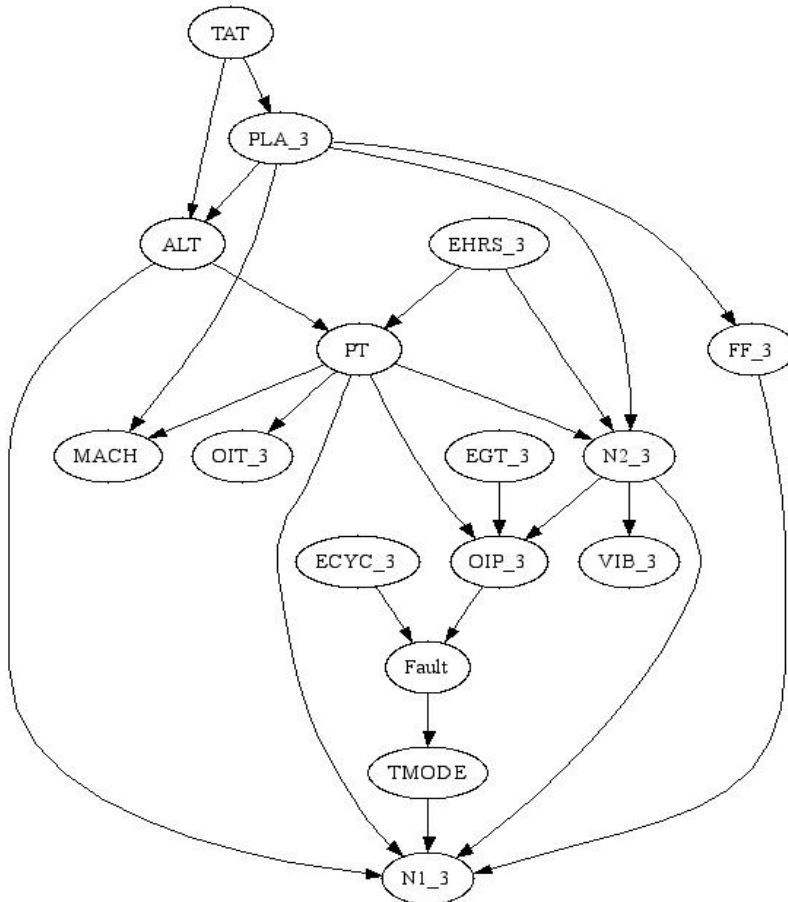 TAT
PLA_3
ALT
EHRS_3
PT
FF_3
MACH
OIT_3
EGT_3
N2_3
ECYC_3
OIP_3
VIB_3
Fault
TMODE
N1_3